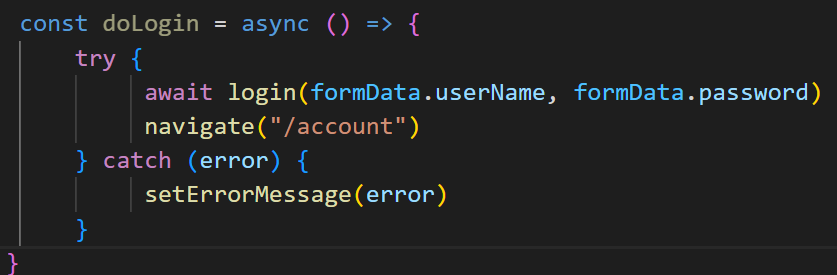 const doLogin = async () => {
try {
await login(formData.userName, formData.password)
navigate("/account")
} catch (error) {
setErrorMessage(error)
}
}